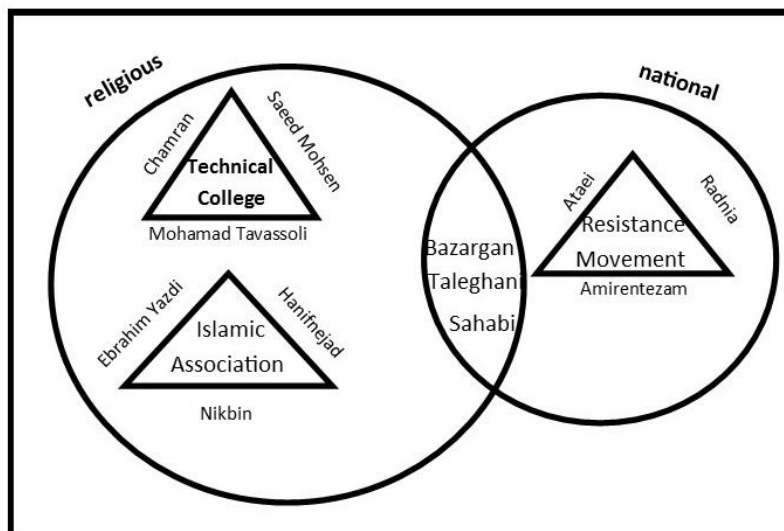 religious
national
Chamran
Saeed Mohsen
Technical
College
Mohamad Tavassoli
Ebrahim Yazdi
Hanifnejad
Islamic
Association
Nikbin
Bazargan
Taleghani
Sahabi
Ataei
Radnia
Resistance
Movement
Amirentezam